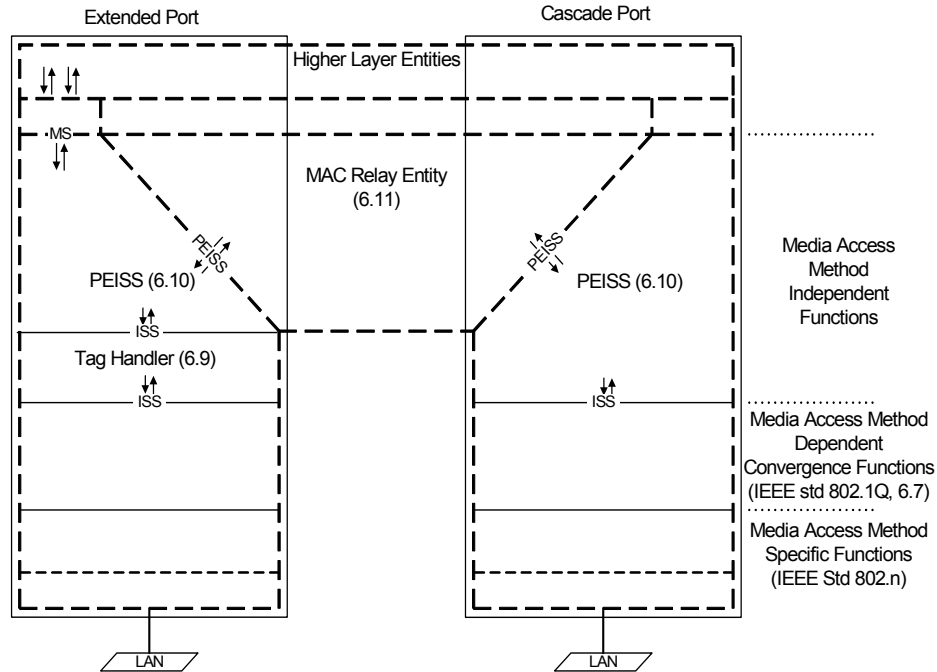 Extended Port
Cascade Port
Higher Layer Entities
MS
MAC Relay Entity
(6.11)
PEISS
PEISS
PEISS (6.10)
PEISS (6.10)
Media Access
Method
Independent
Functions
ISS
Tag Handler (6.9)
ISS
ISS
Media Access Method
Dependent
Convergence Functions
(IEEE std 802.1Q, 6.7)
Media Access Method
Specific Functions
(IEEE Std 802.n)
LAN
LAN